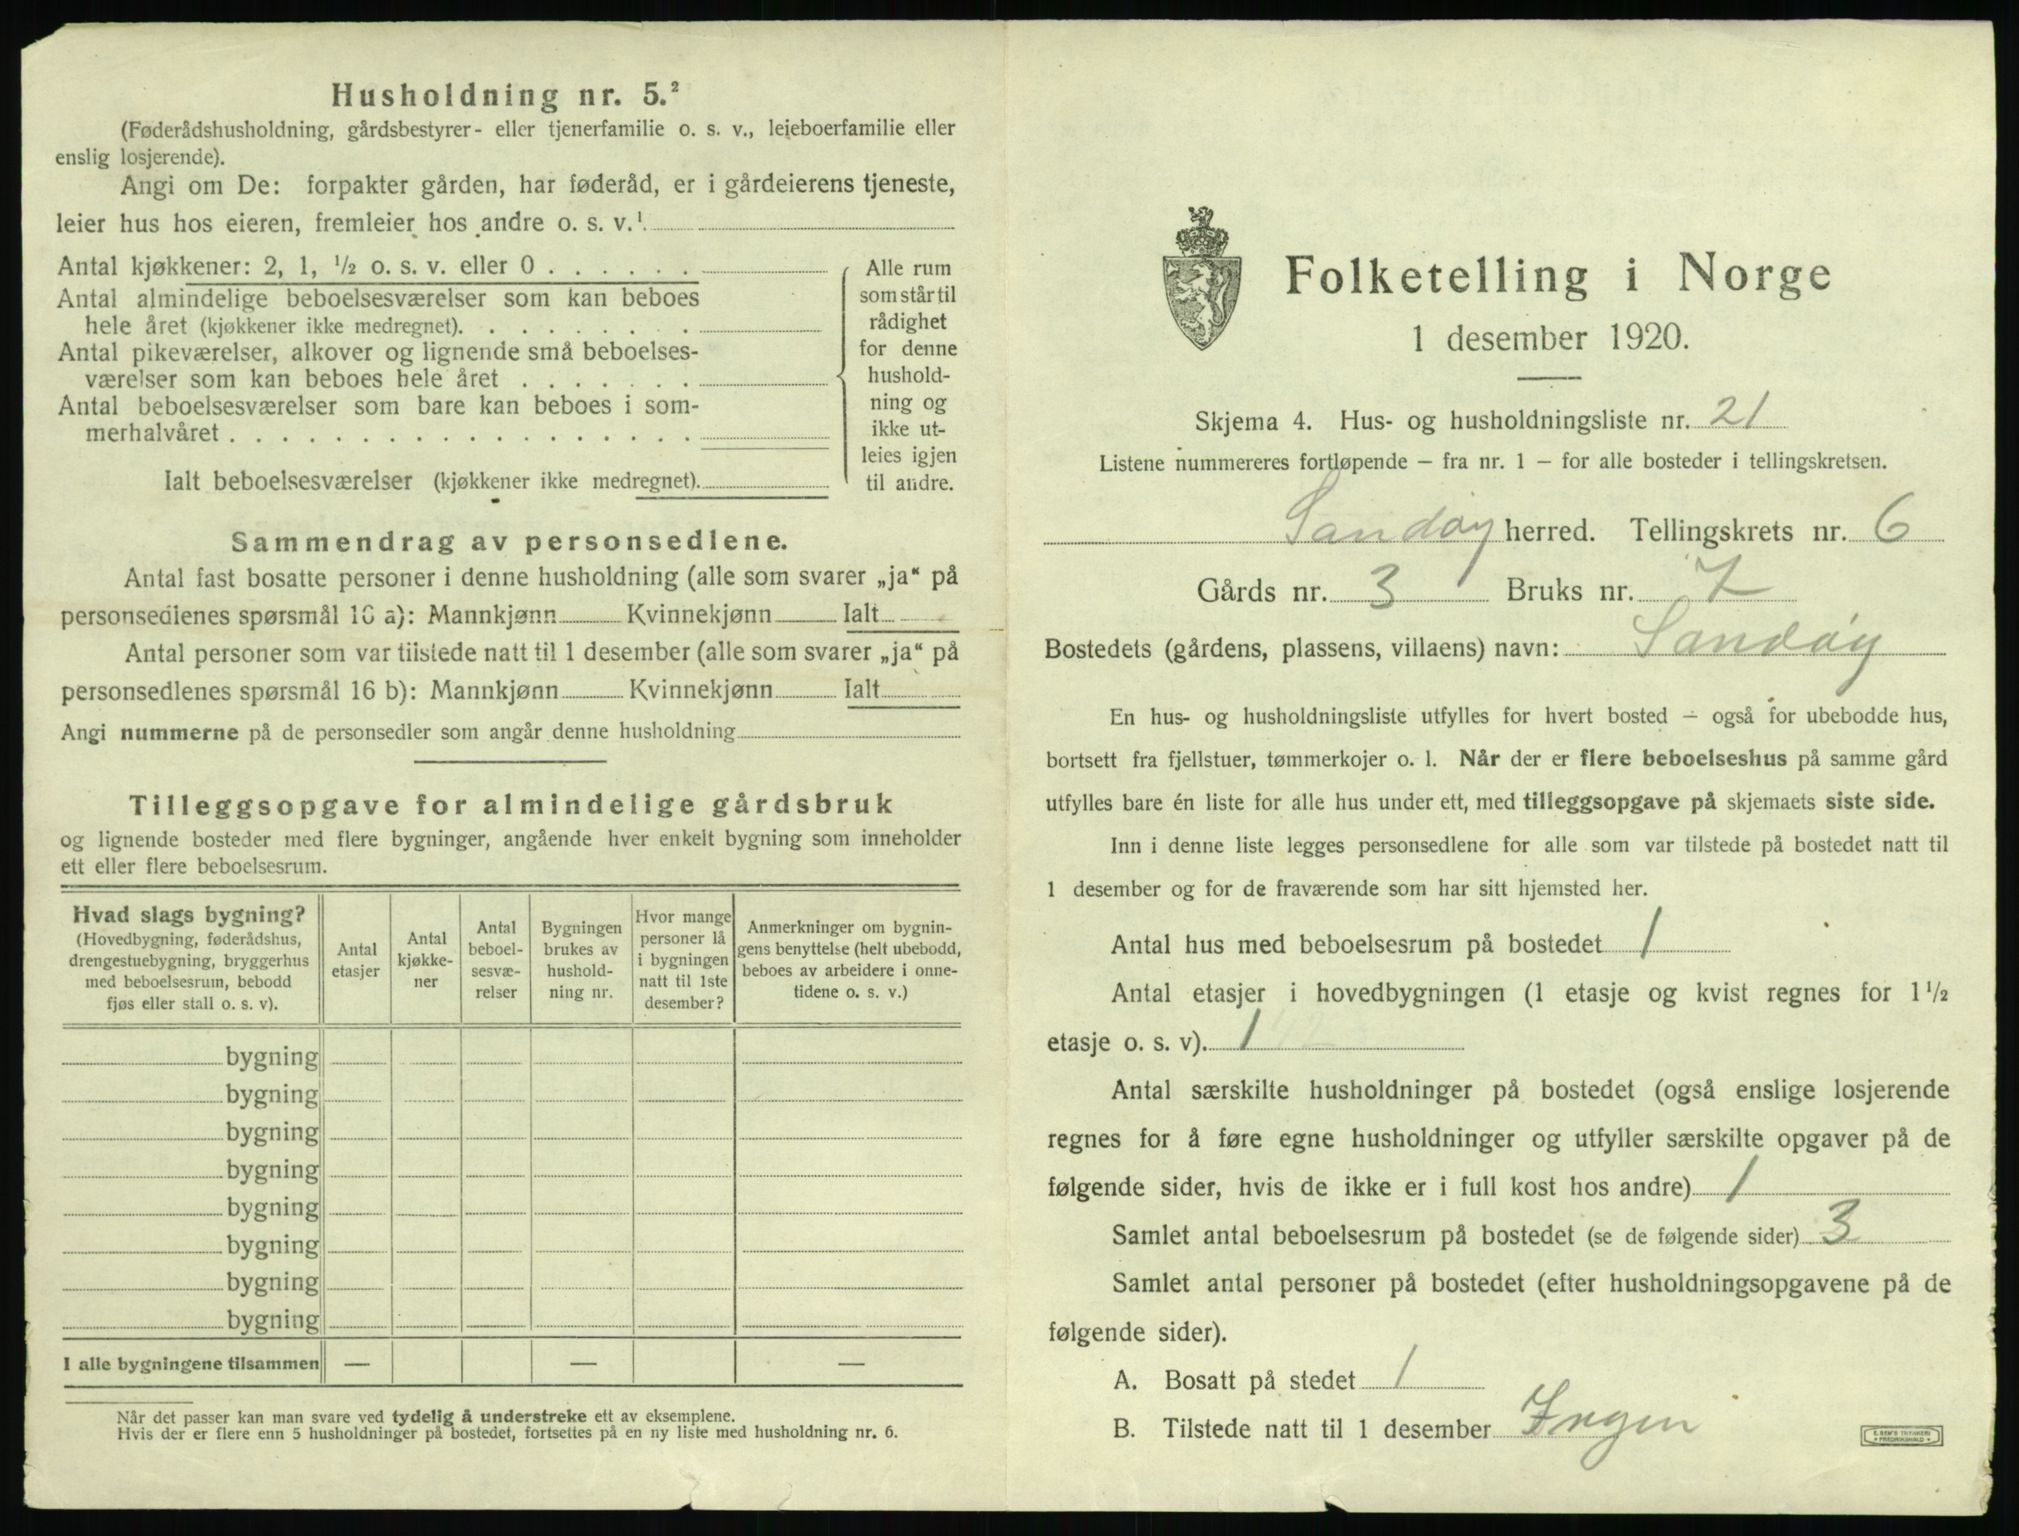 Husholdning nr. 5.²
(Føderådshusholdning, gårdsbestyrer- eller tjenerfamilie o. s. v., leieboerfamilie eller
enslig losjerende).
Angi om De: forpakter gården, har føderåd, er i gårdeierens tjeneste,
leier hus hos eieren, fremleier hos andre o. s. v.¹
Antal kjøkkener: 2, 1, ½ o. s. v. eller 0 . . . . . .
Antal almindelige beboelsesværelser som kan beboes
hele året (kjøkkener ikke medregnet). . . . . . . . .
Antal pikeværelser, alkover og lignende små beboelses-
værelser som kan beboes hele året . . . . . . .
Antal beboelsesværelser som bare kan beboes i som-
merhalvåret . . . . . . . . . . . . . . . . . .
Ialt beboelsesværelser (kjøkkener ikke medregnet).
Alle rum
som står til
rådighet
for denne
hushold-
ning og
ikke ut-
leies igjen
til andre.
Sammendrag av personsedlene.
Antal fast bosatte personer i denne husholdning (alle som svarer „ja“ på
personsedlenes spørsmål 16 a): Mannkjønn Kvinnekjønn Ialt
Antal personer som var tilstede natt til 1 desember (alle som svarer „ja“ på
personsedlenes spørsmål 16 b): Mannkjønn Kvinnekjønn Ialt
Angi nummerne på de personsedler som angår denne husholdning
Tilleggsopgave for almindelige gårdsbruk
og lignende bosteder med flere bygninger, angående hver enkelt bygning som inneholder
ett eller flere beboelsesrum.
Hvad slags bygning?
(Hovedbygning, føderådshus,
drengestuebygning, bryggerhus
med beboelsesrum, bebodd
fjøs eller stall o. s. v).
Antal
etasjer
Antal
kjøkke-
ner
Antal
beboel-
sesvæ-
relser
Bygningen
brukes av
hushold-
ning nr.
Hvor mange
personer lå
i bygningen
natt til 1ste
desember?
Anmerkninger om bygnin-
gens benyttelse (helt ubebodd,
beboes av arbeidere i onne-
tidene o. s. v.)
bygning
bygning
bygning
bygning
bygning
bygning
bygning
bygning
I alle bygningene tilsammen — — —
Når det passer kan man svare ved tydelig å understreke ett av eksemplene.
Hvis der er flere enn 5 husholdninger på bostedet, fortsettes på en ny liste med husholdning nr. 6.
Folketelling i Norge
1 desember 1920.
Skjema 4. Hus- og husholdningsliste nr. 21
Listene nummereres fortløpende – fra nr. 1 – for alle bosteder i tellingskretsen.
Sandøy herred. Tellingskrets nr. 6
Gårds nr. 3 Bruks nr. 7
Bostedets (gårdens, plassens, villaens) navn: Sandøy
En hus- og husholdningsliste utfylles for hvert bosted – også for ubebodde hus,
bortsett fra fjellstuer, tømmerkojer o. l. Når der er flere beboelseshus på samme gård
utfylles bare én liste for alle hus under ett, med tilleggsopgave på skjemaets siste side.
Inn i denne liste legges personsedlene for alle som var tilstede på bostedet natt til
1 desember og for de fraværende som har sitt hjemsted her.
Antal hus med beboelsesrum på bostedet 1
Antal etasjer i hovedbygningen (1 etasje og kvist regnes for 1½
etasje o. s. v). 1 ½
Antal særskilte husholdninger på bostedet (også enslige losjerende
regnes for å føre egne husholdninger og utfyller særskilte opgaver på de
følgende sider, hvis de ikke er i full kost hos andre) 1
Samlet antal beboelsesrum på bostedet (se de følgende sider) 3
Samlet antal personer på bostedet (efter husholdningsopgavene på de
følgende sider).
A. Bosatt på stedet 1
B. Tilstede natt til 1 desember Ingen
E. SEM'S TRYKKERI
FREDRIKSHALD